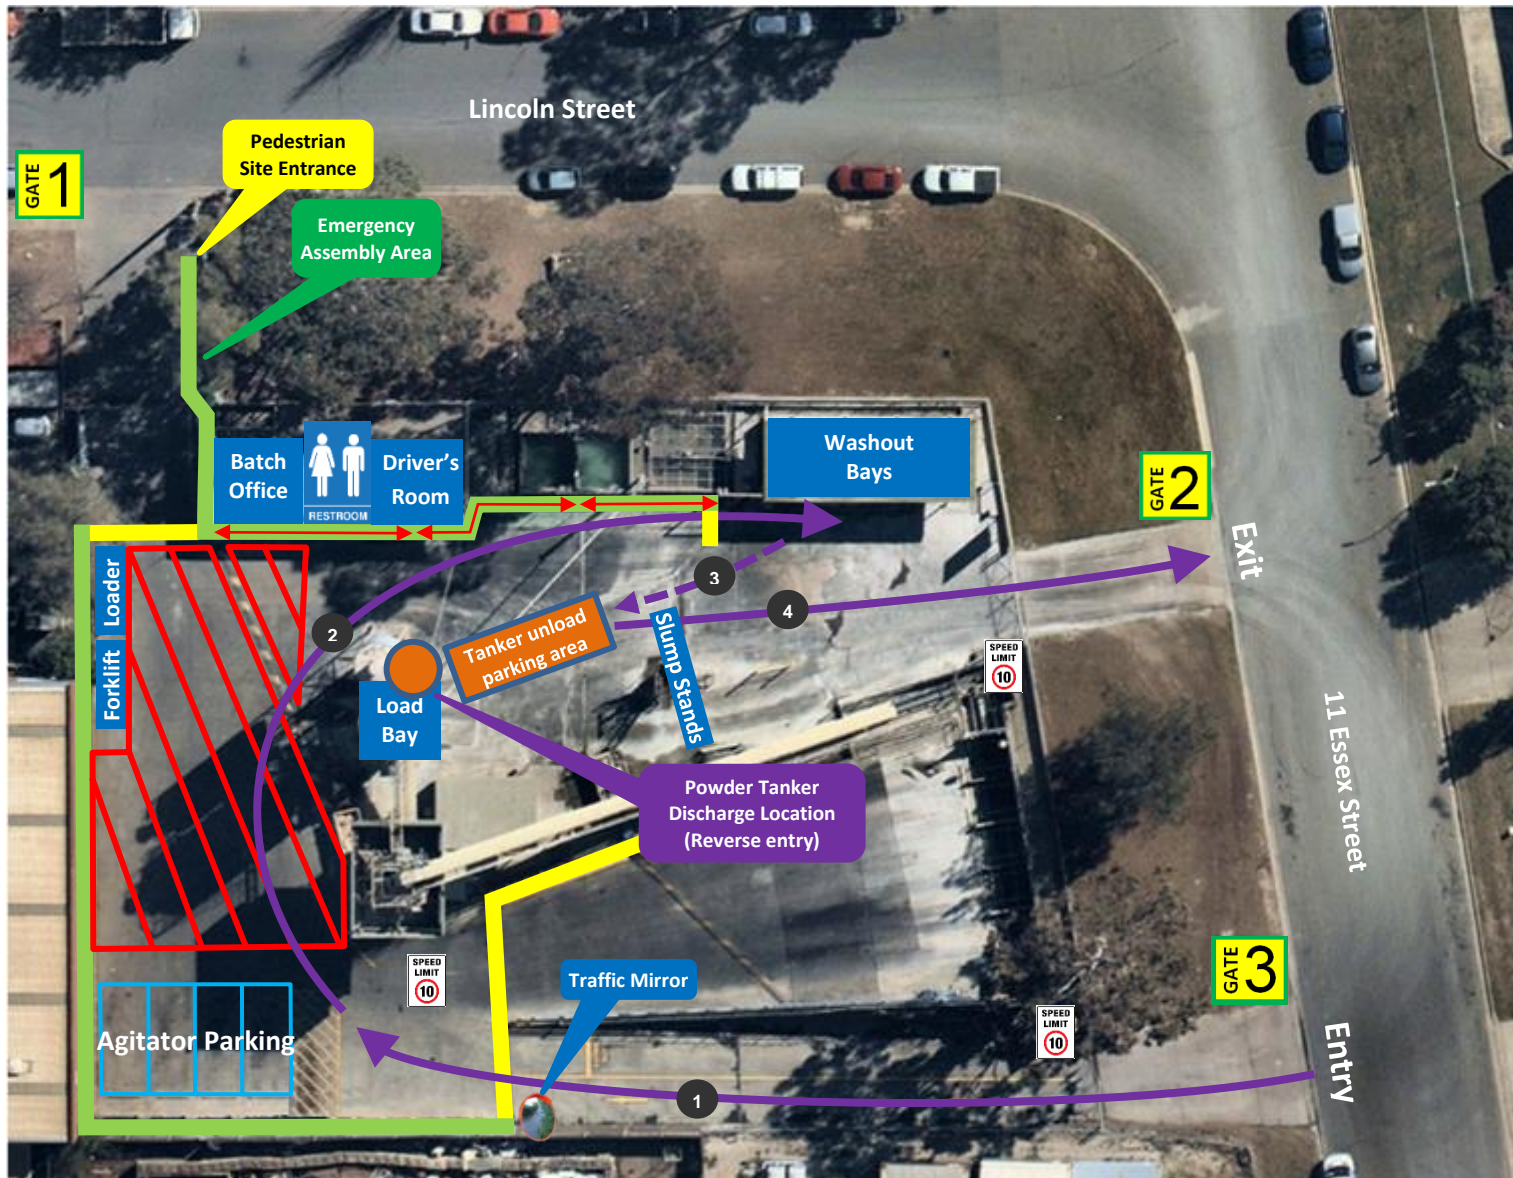 Lincoln Street
Pedestrian
Site Entrance
GATE 1
Emergency
Assembly Area
Batch
Office
RESTROOM
Driver's
Room
Washout
Bays
GATE 2
Exit
Loader
Forklift
3
4
2
Tanker unload
parking area
Slump Stands
SPEED
LIMIT
10
Load
Bay
11 Essex Street
Powder Tanker
Discharge Location
(Reverse entry)
GATE 3
SPEED
LIMIT
10
Traffic Mirror
SPEED
LIMIT
10
Agitator Parking
Entry
1